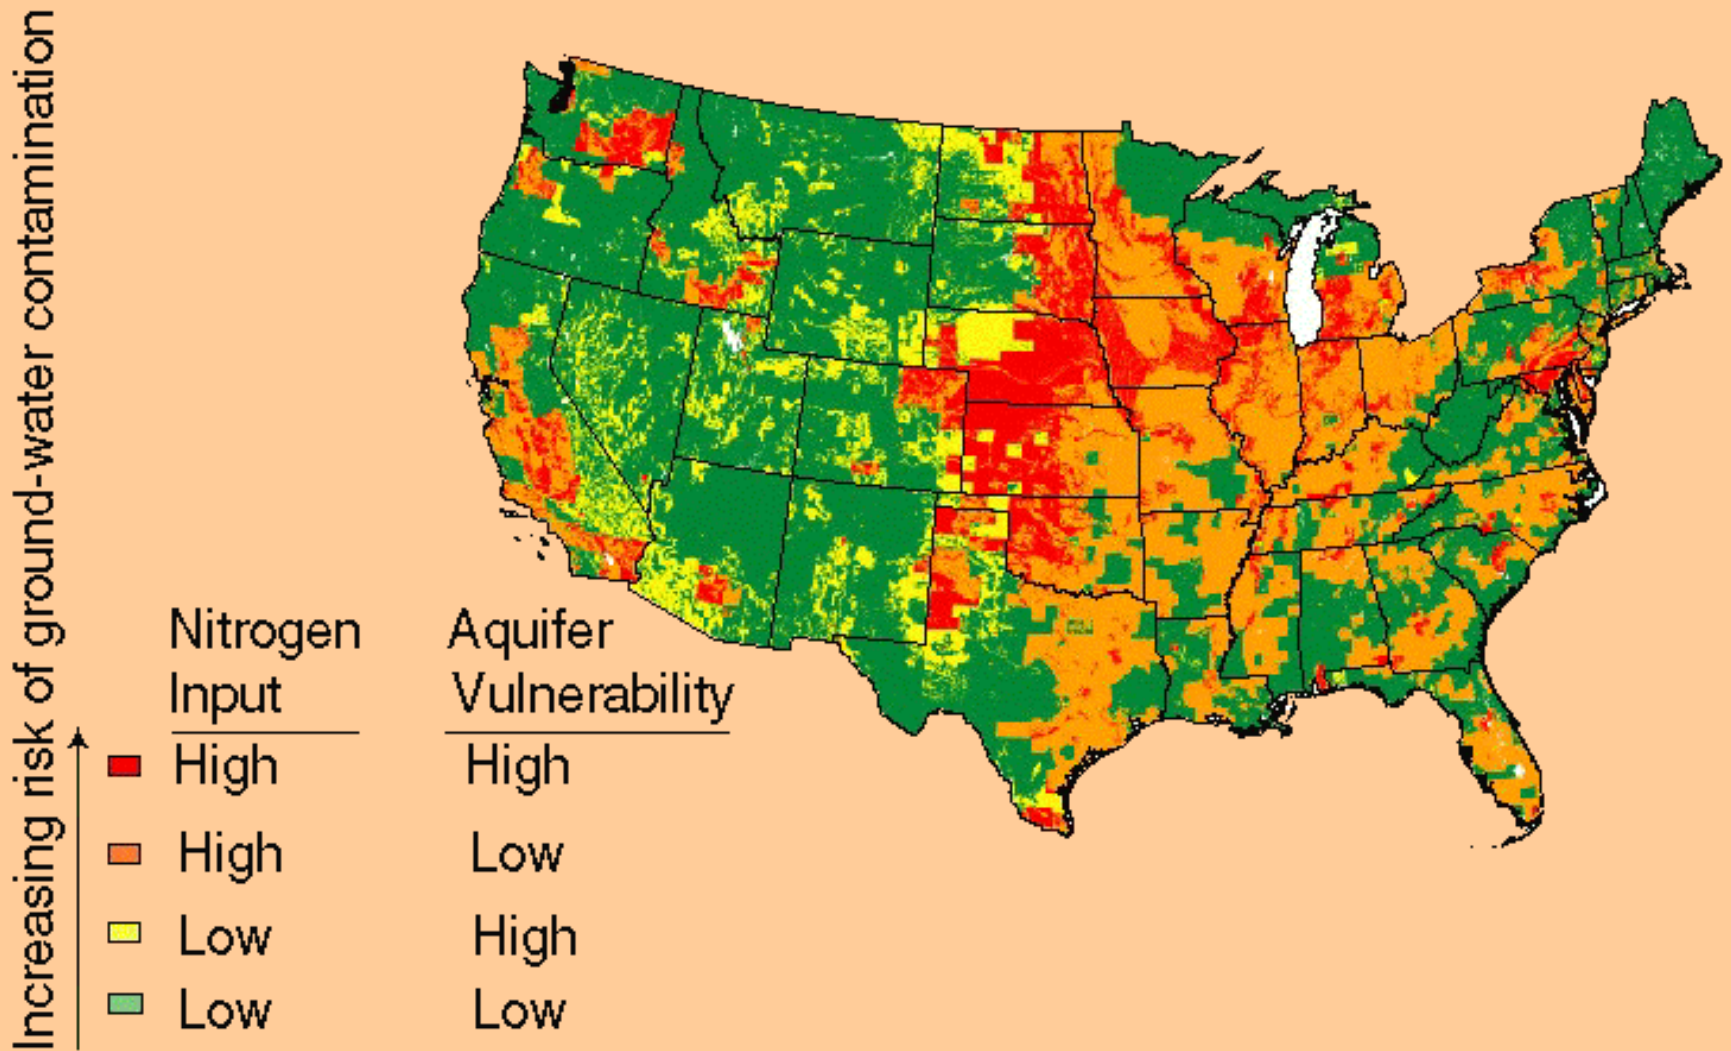 Increasing risk of ground-water contamination
Nitrogen Aquifer
Input Vulnerability
High High
High Low
Low High
Low Low